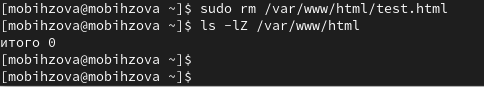 [mobihzova@mobihzova ~]$ sudo rm /var/www/html/test.html
[mobihzova@mobihzova ~]$ ls -lZ /var/www/html
итого 0
[mobihzova@mobihzova ~]$
[mobihzova@mobihzova ~]$